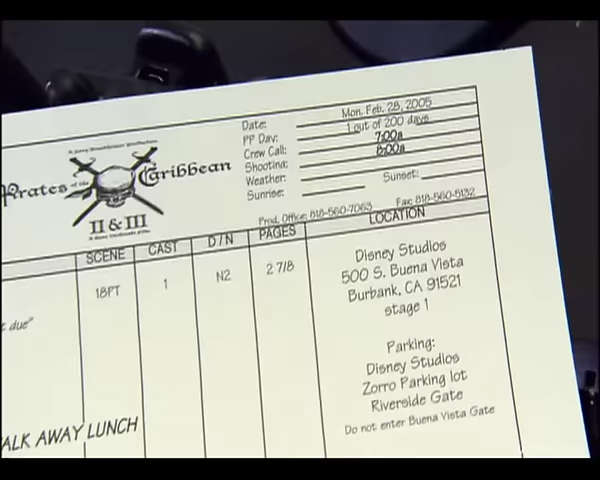 A Jerry Bruckheimer Production
Pirates of the Caribbean
II & III
Date: Mon. Feb. 28, 2005
PP Day: 1 out of 200 days
Crew Call: 7:00a
Shooting: 8:00a
Weather:
Sunrise: Sunset:
Prod. Office: 818-560-7063 Fax: 818-560-5132
SCENE CAST D / N PAGES LOCATION
18PT 1 N2 2 7/8
Disney Studios
500 S. Buena Vista
Burbank, CA 91521
stage 1
t due"
Parking:
Disney Studios
Zorro Parking lot
Riverside Gate
Do not enter Buena Vista Gate
ALK AWAY LUNCH